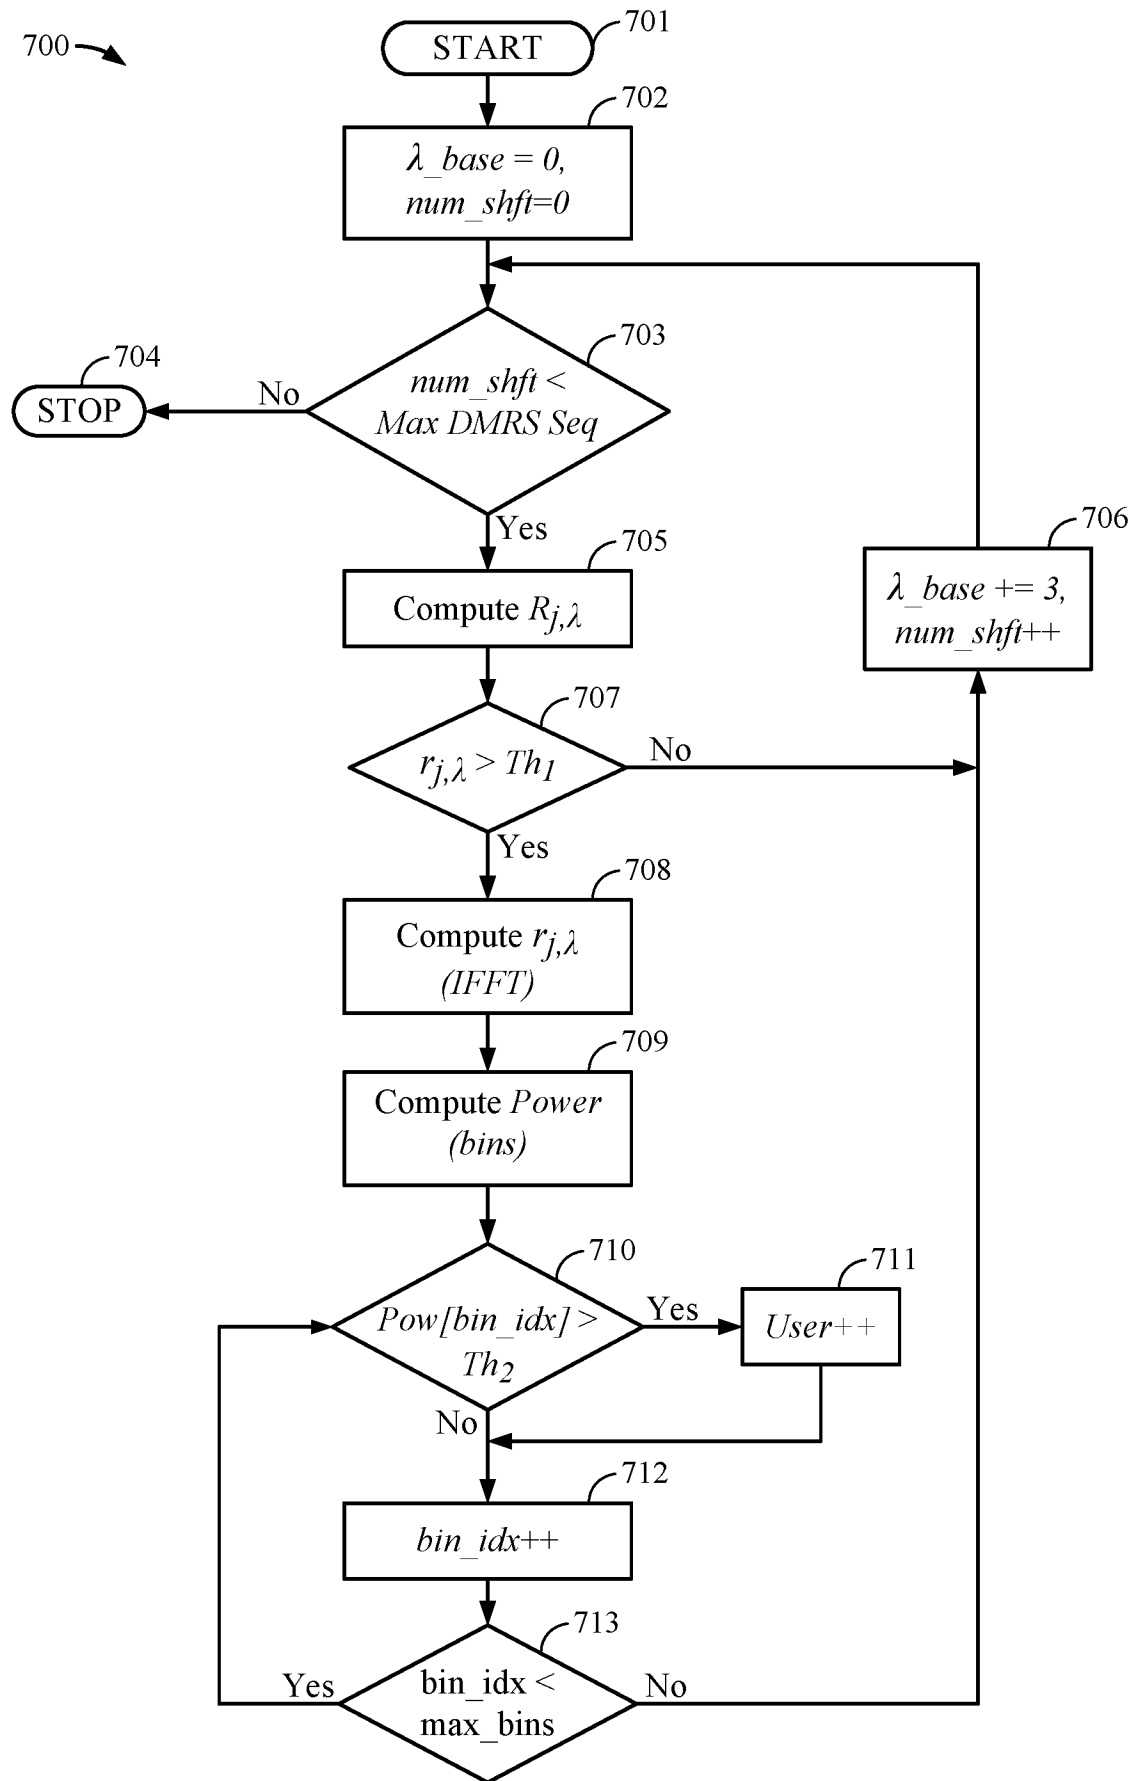 700
START
701
702
λ_base = 0,
num_shft=0
703
704
STOP
No
num_shft <
Max DMRS Seq
Yes
705
706
Compute Rj,λ
λ_base += 3,
num_shft++
707
rj,λ > Th1
No
Yes
708
Compute rj,λ
(IFFT)
709
Compute Power
(bins)
710
711
Pow[bin_idx] >
Th2
Yes
User++
No
712
bin_idx++
713
Yes
bin_idx <
max_bins
No